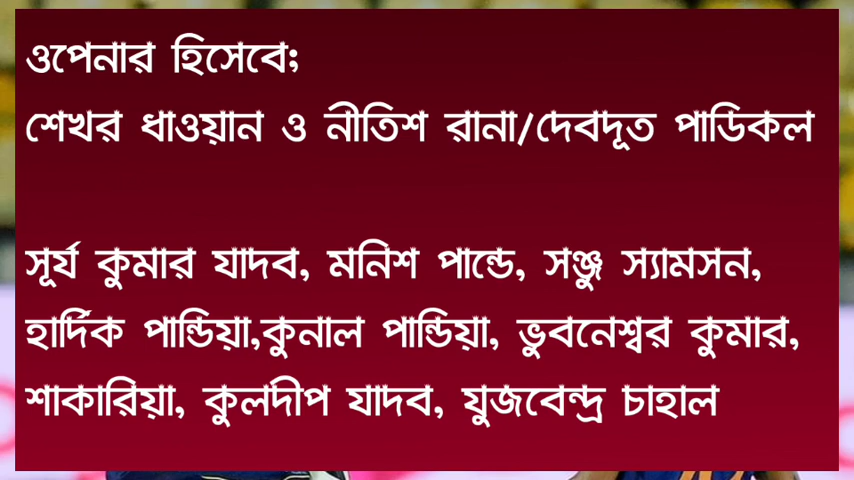 ওপেনার হিসেবে;
শেখর ধাওয়ান ও নীতিশ রানা/দেবদূত পাডিকল
সূর্য কুমার যাদব, মনিশ পান্ডে, সঞ্জু স্যামসন,
হার্দিক পান্ডিয়া,কুনাল পান্ডিয়া, ভুবনেশ্বর কুমার,
শাকারিয়া, কুলদীপ যাদব, যুজবেন্দ্র চাহাল